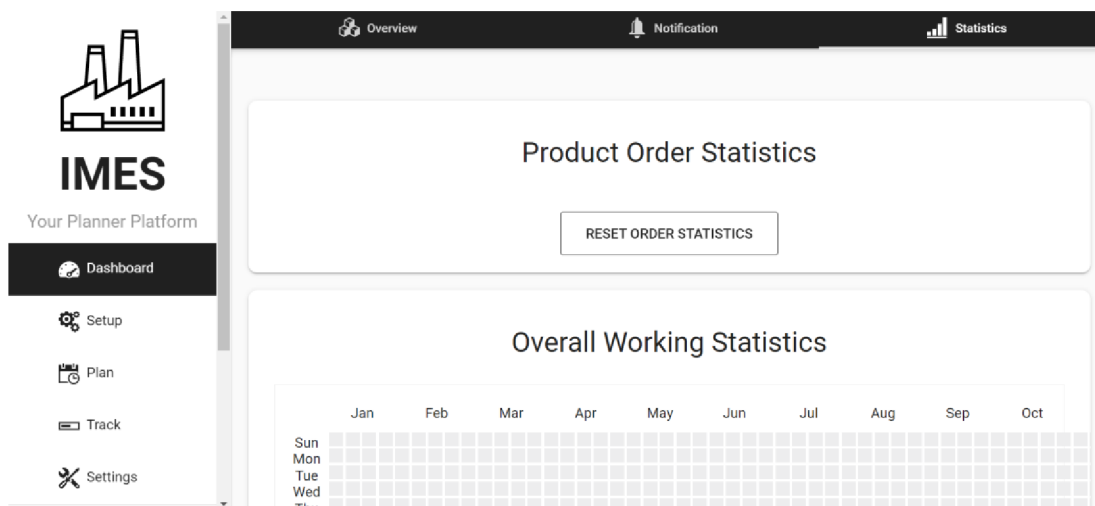 IMES
Your Planner Platform
Dashboard
Setup
Plan
Track
Settings
Overview Notification Statistics
Product Order Statistics
RESET ORDER STATISTICS
Overall Working Statistics
Jan Feb Mar Apr May Jun Jul Aug Sep Oct
Sun
Mon
Tue
Wed